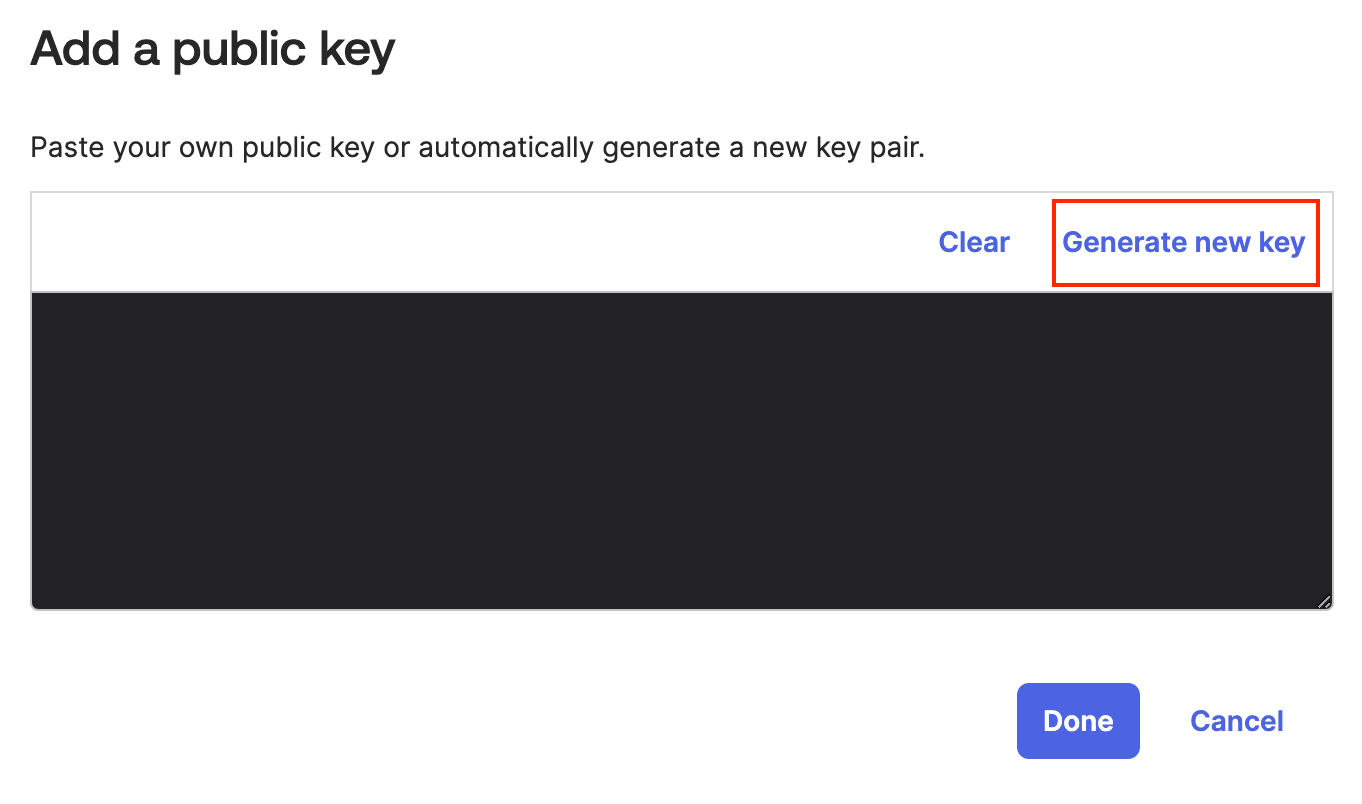 Add a public key
Paste your own public key or automatically generate a new key pair.
Clear Generate new key
Done Cancel